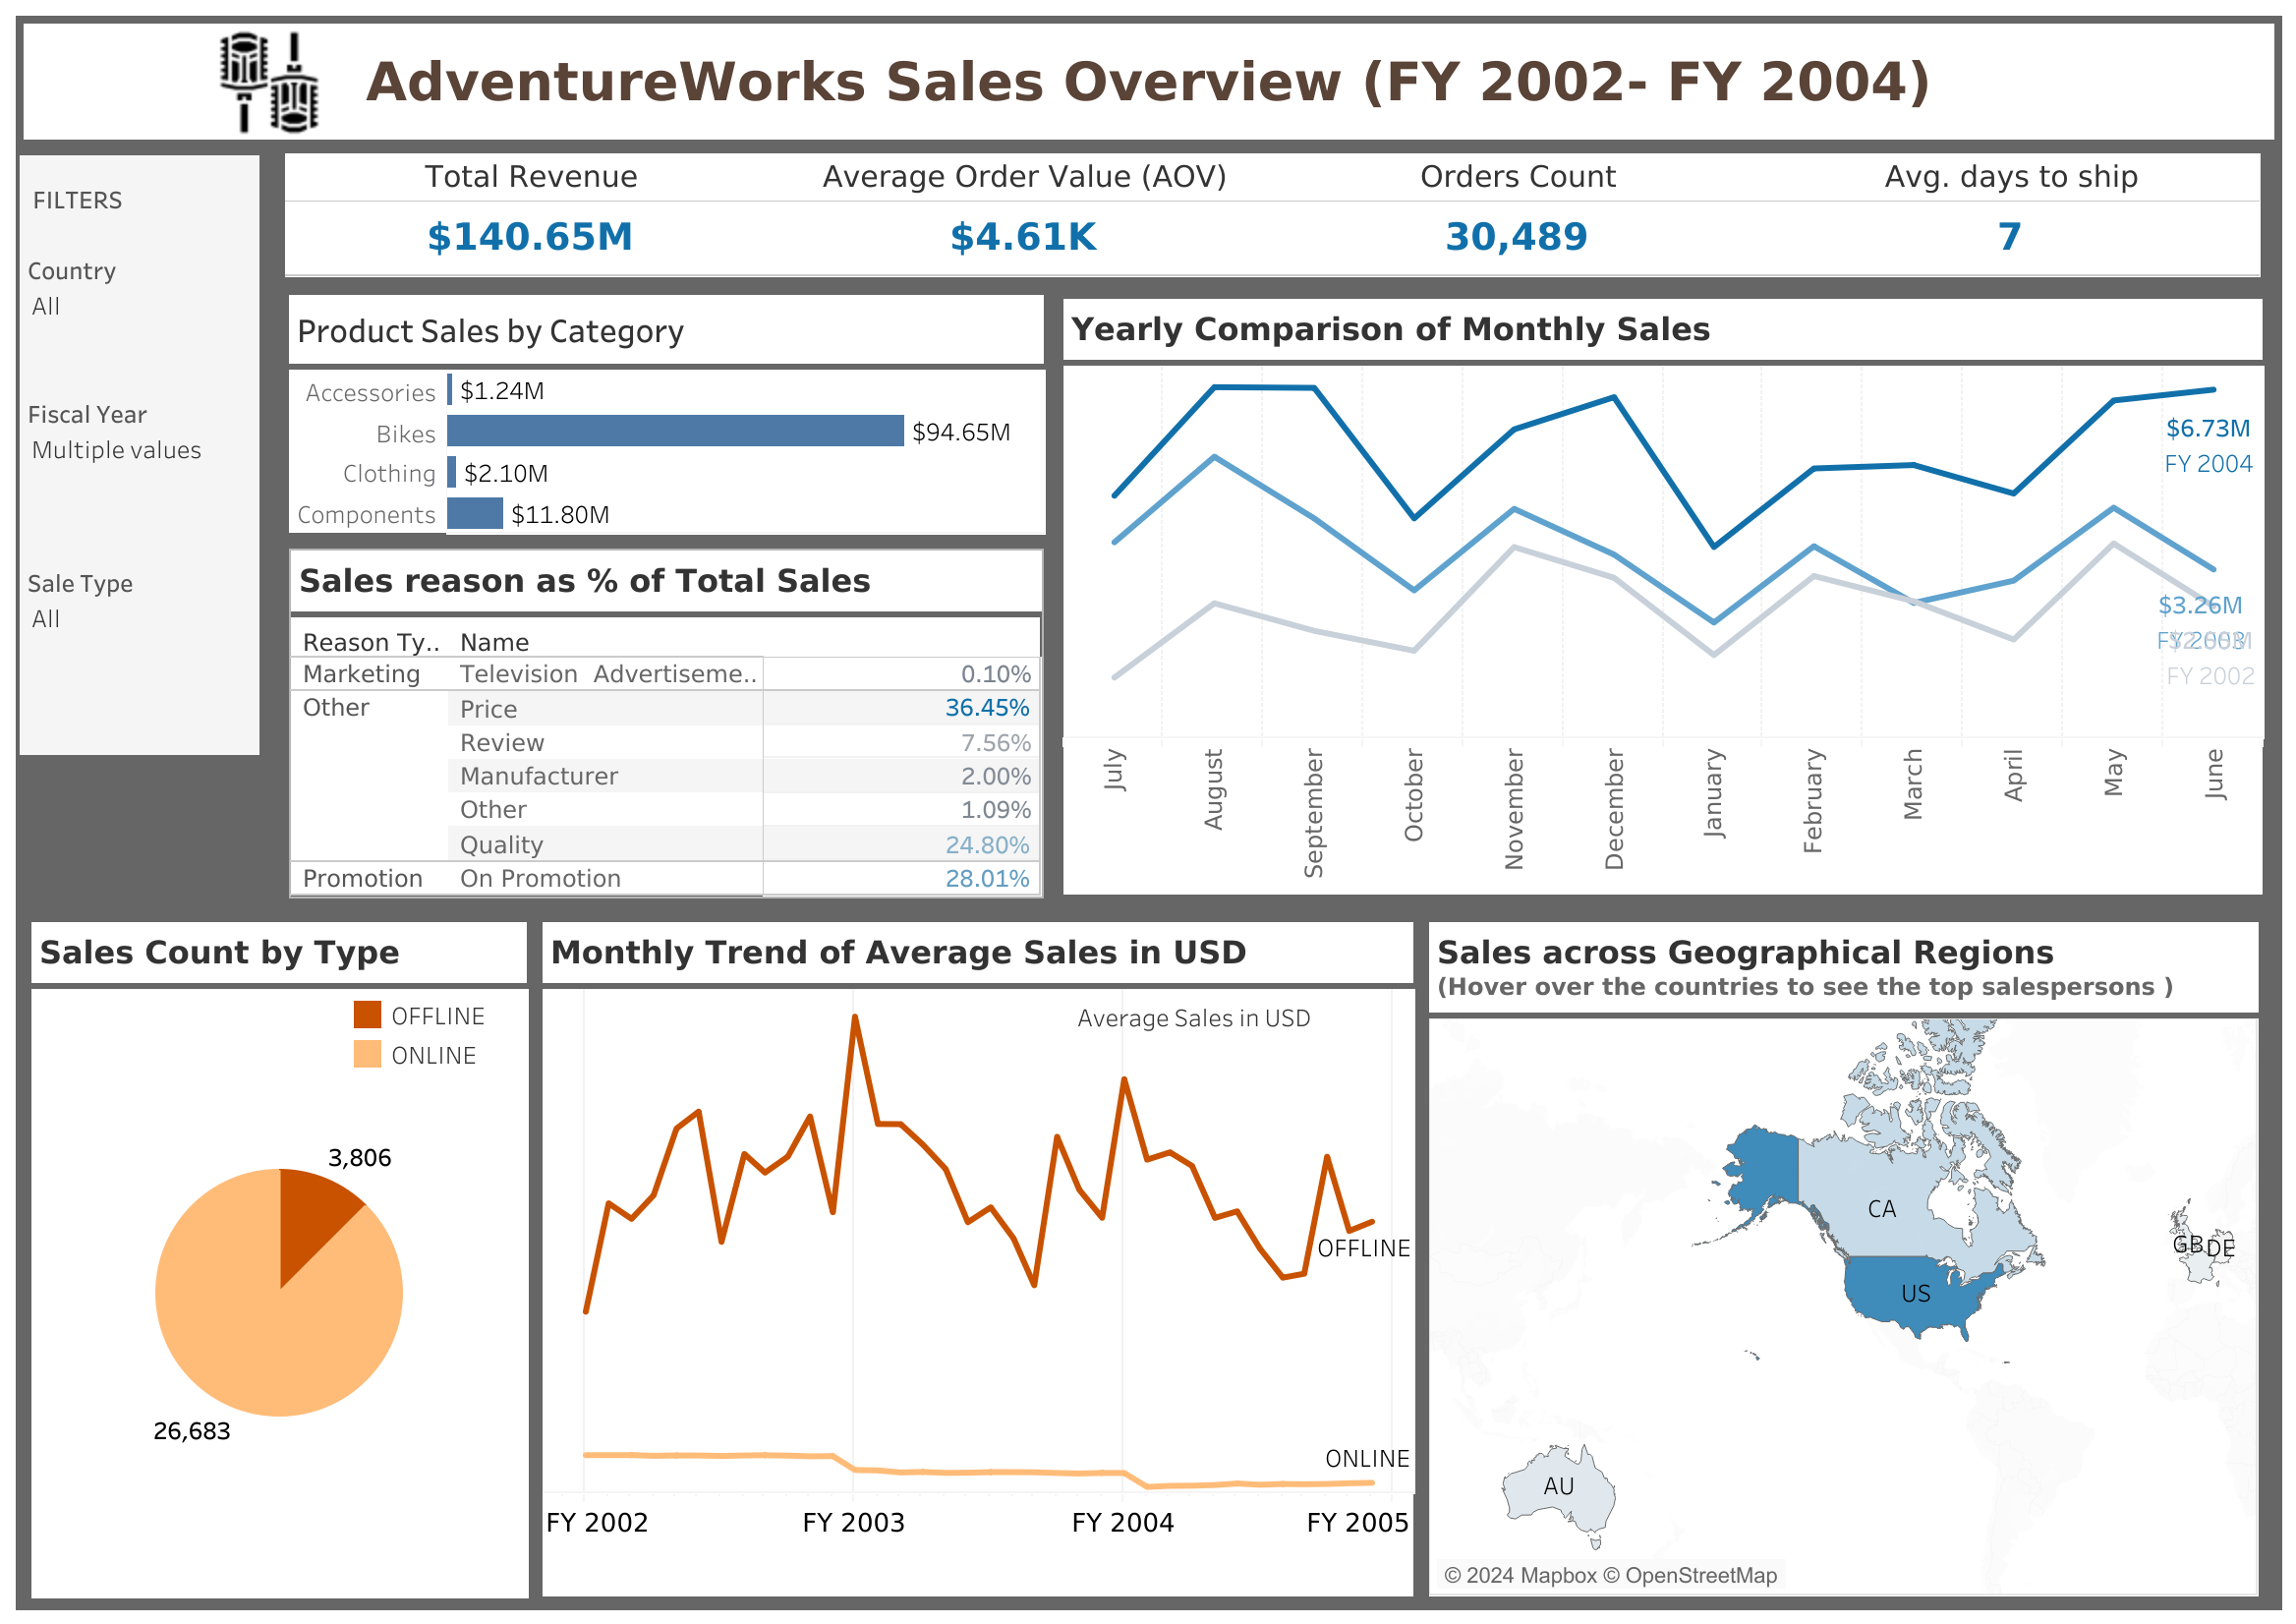 AdventureWorks Sales Overview (FY 2002- FY 2004)
FILTERS
Country
All
Fiscal Year
Multiple values
Sale Type
All
Total Revenue Average Order Value (AOV) Orders Count Avg. days to ship
$140.65M $4.61K 30,489 7
Product Sales by Category
Accessories $1.24M
Bikes $94.65M
Clothing $2.10M
Components $11.80M
Sales reason as % of Total Sales
Reason Ty.. Name
Marketing Television Advertiseme.. 0.10%
Other Price 36.45%
Review 7.56%
Manufacturer 2.00%
Other 1.09%
Quality 24.80%
Promotion On Promotion 28.01%
Yearly Comparison of Monthly Sales
$6.73M
FY 2004
$3.26M
FY 2003
FY 2002
July
August
September
October
November
December
January
February
March
April
May
June
Sales Count by Type
OFFLINE
ONLINE
3,806
26,683
Monthly Trend of Average Sales in USD
Average Sales in USD
OFFLINE
ONLINE
FY 2002 FY 2003 FY 2004 FY 2005
Sales across Geographical Regions
(Hover over the countries to see the top salespersons )
CA
GB DE
US
AU
© 2024 Mapbox © OpenStreetMap